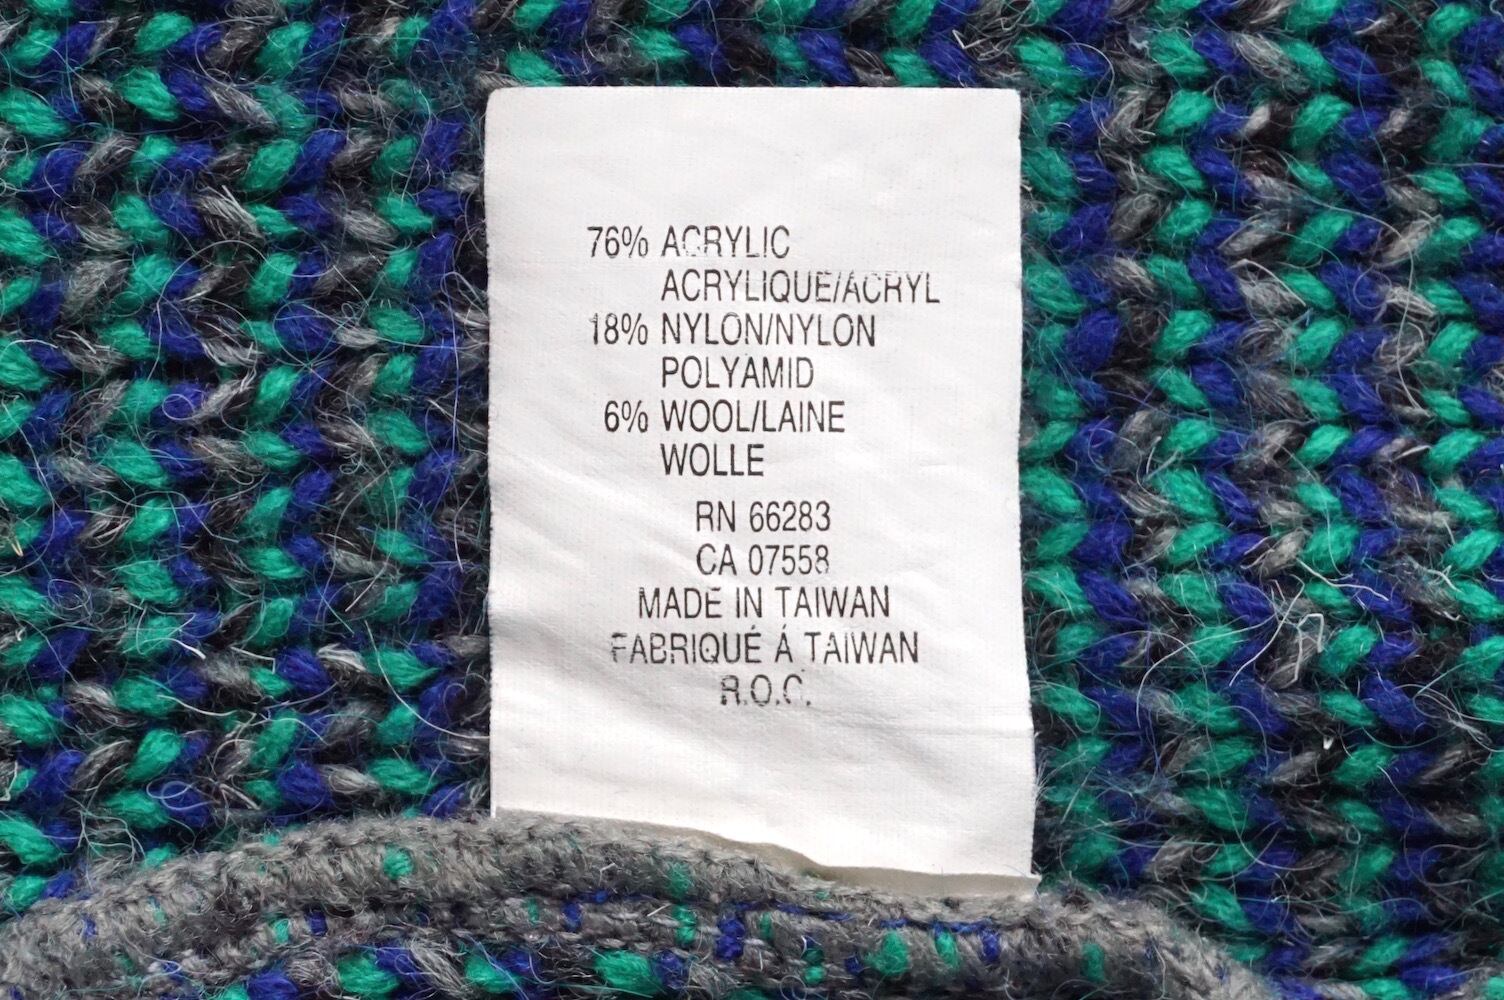 76% ACRYLIC
ACRYLIQUE/ACRYL
18% NYLON/NYLON
POLYAMID
6% WOOL/LAINE
WOLLE
RN 66283
CA 07558
MADE IN TAIWAN
FABRIQUÉ Á TAIWAN
R.O.C.